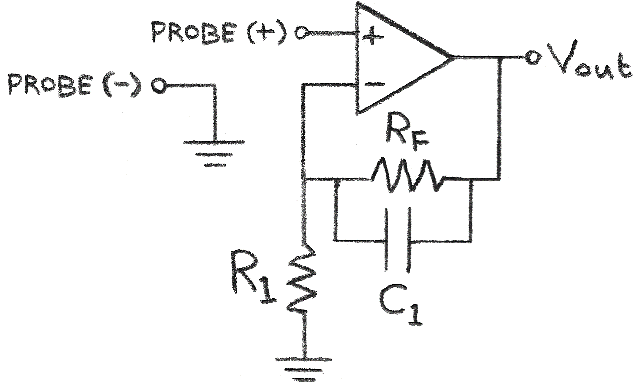 PROBE (+)
+
Vout
PROBE (-)
-
RF
R1
C1